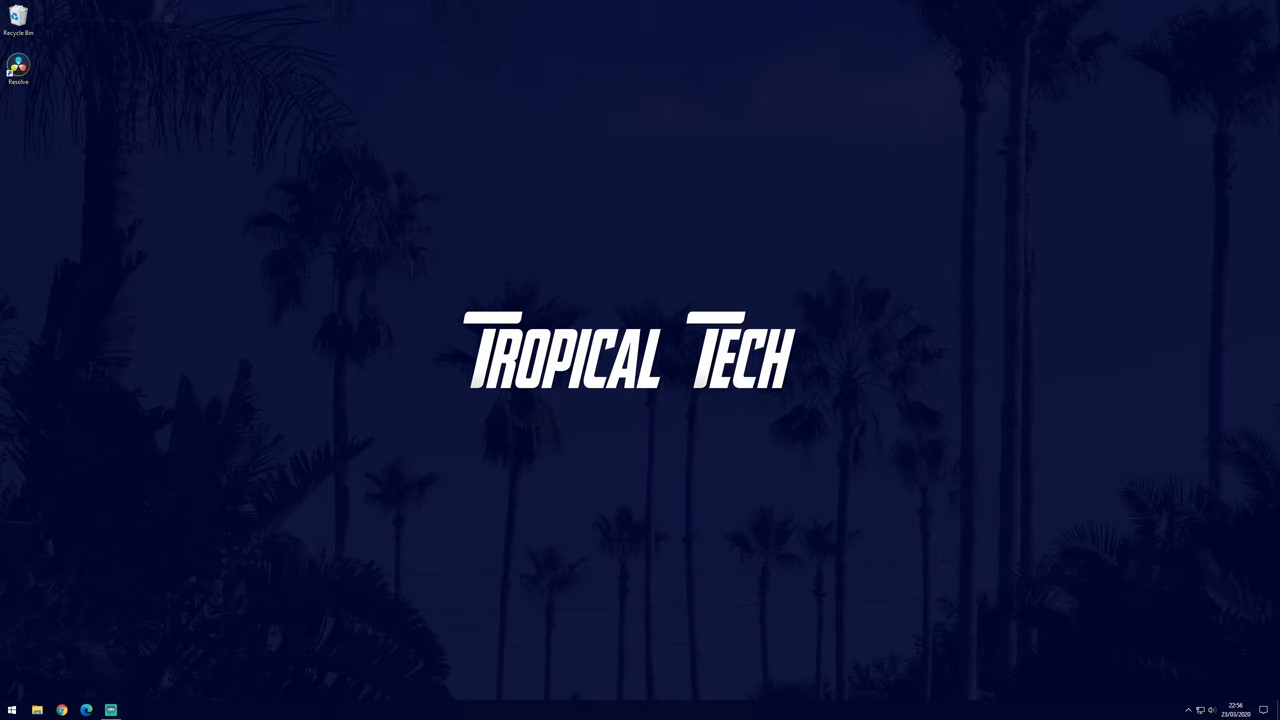 Recycle Bin
Resolve
TROPICAL TECH
22:56
23/03/2020